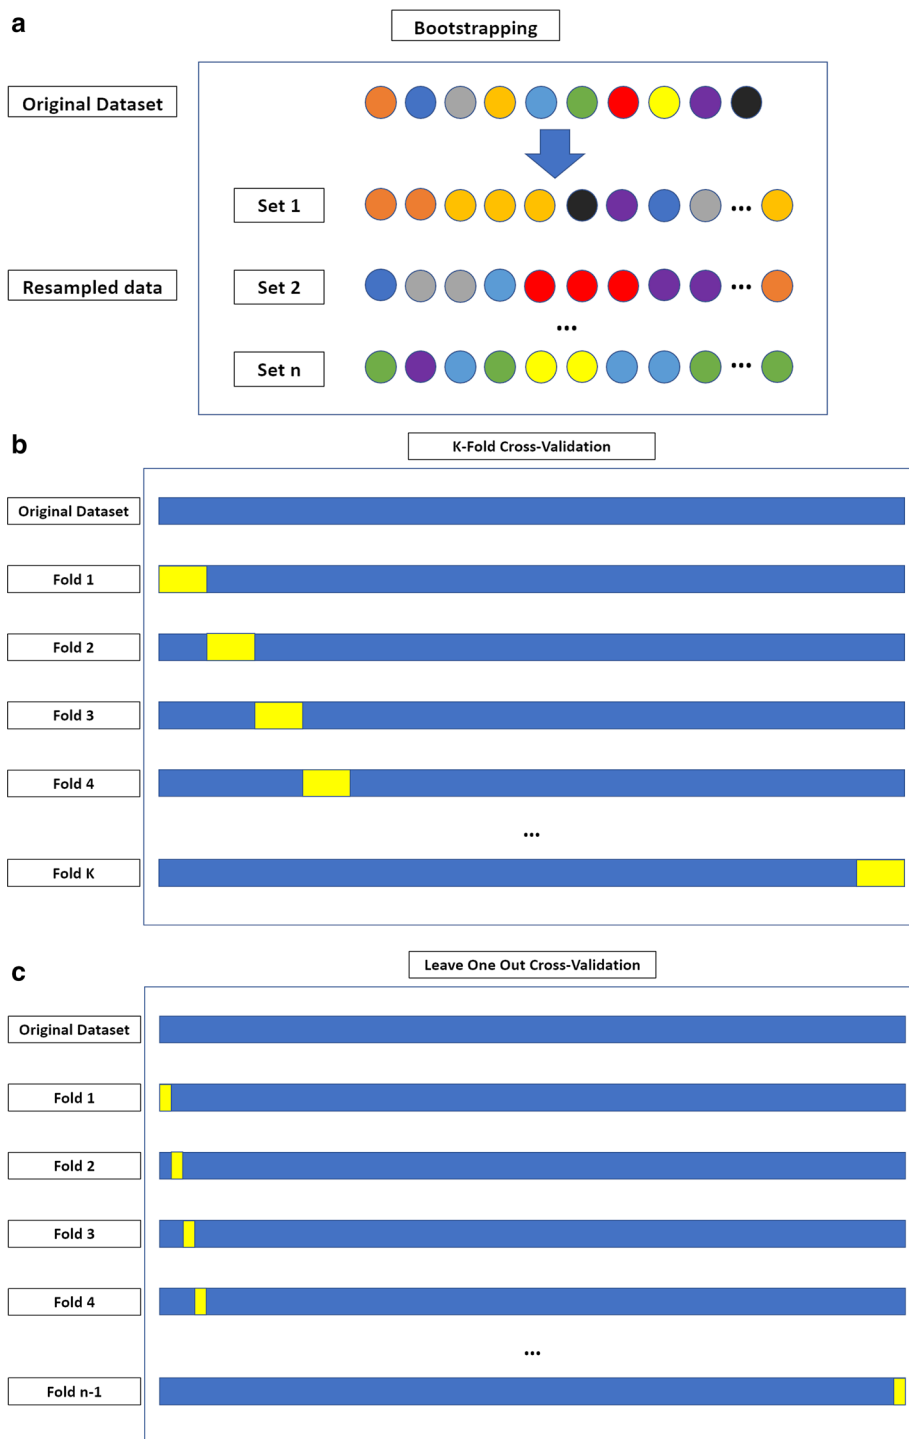 a
Bootstrapping
Original Dataset
Set 1
...
Resampled data
Set 2
...
...
Set n
...
b
K-Fold Cross-Validation
Original Dataset
Fold 1
Fold 2
Fold 3
Fold 4
...
Fold K
c
Leave One Out Cross-Validation
Original Dataset
Fold 1
Fold 2
Fold 3
Fold 4
...
Fold n-1